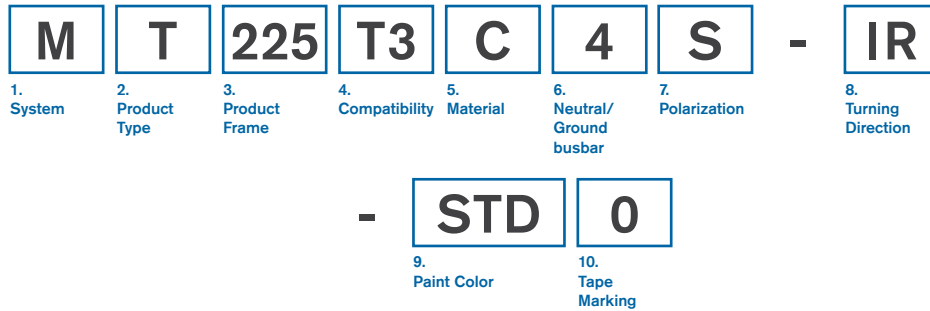 M T 225 T3 C 4 S - IR
1. 2. 3. 4. 5. 6. 7. 8.
System Product Product Compatibility Material Neutral/ Polarization Turning
Type Frame Ground Direction
busbar
- STD 0
9. 10.
Paint Color Tape
Marking